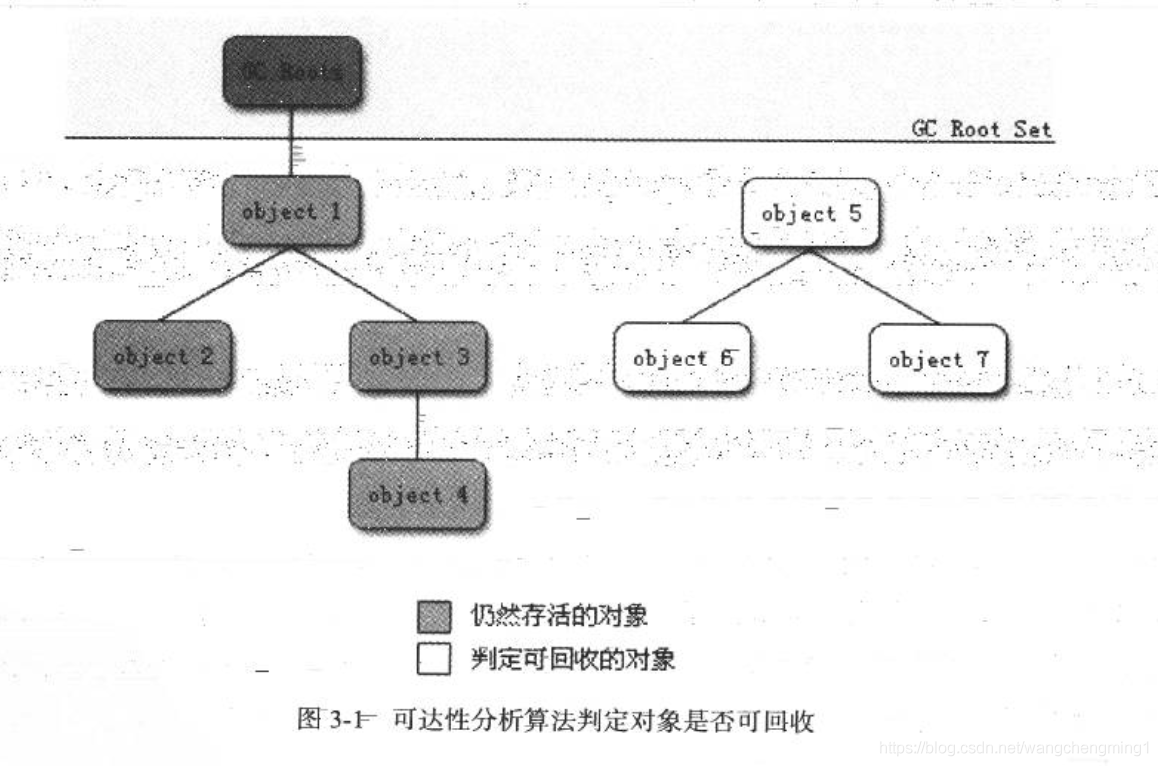 GC Roots
GC Root Set
object 1
object 5
object 2
object 3
object 6
object 7
object 4
仍然存活的对象
判定可回收的对象
图 3-1 可达性分析算法判定对象是否可回收
https://blog.csdn.net/wangchengming1